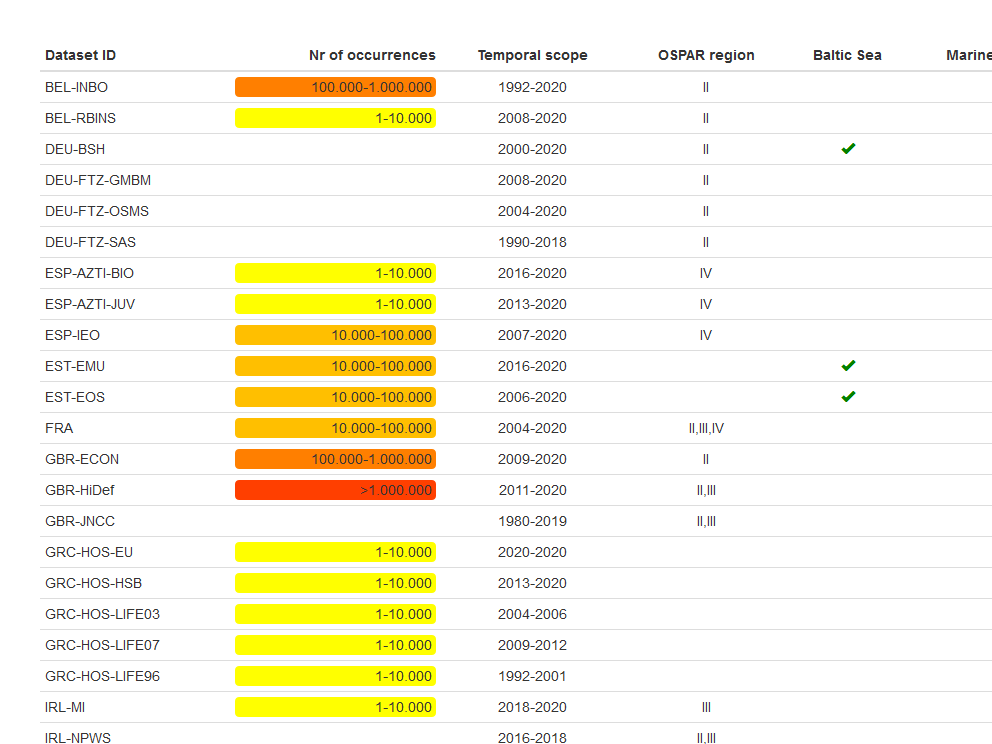 Dataset ID Nr of occurrences Temporal scope OSPAR region Baltic Sea Marine
BEL-INBO 100.000-1.000.000 1992-2020 II
BEL-RBINS 1-10.000 2008-2020 II
DEU-BSH 2000-2020 II ✔
DEU-FTZ-GMBM 2008-2020 II
DEU-FTZ-OSMS 2004-2020 II
DEU-FTZ-SAS 1990-2018 II
ESP-AZTI-BIO 1-10.000 2016-2020 IV
ESP-AZTI-JUV 1-10.000 2013-2020 IV
ESP-IEO 10.000-100.000 2007-2020 IV
EST-EMU 10.000-100.000 2016-2020 ✔
EST-EOS 10.000-100.000 2006-2020 ✔
FRA 10.000-100.000 2004-2020 II,III,IV
GBR-ECON 100.000-1.000.000 2009-2020 II
GBR-HiDef >1.000.000 2011-2020 II,III
GBR-JNCC 1980-2019 II,III
GRC-HOS-EU 1-10.000 2020-2020
GRC-HOS-HSB 1-10.000 2013-2020
GRC-HOS-LIFE03 1-10.000 2004-2006
GRC-HOS-LIFE07 1-10.000 2009-2012
GRC-HOS-LIFE96 1-10.000 1992-2001
IRL-MI 1-10.000 2018-2020 III
IRL-NPWS 2016-2018 II,III